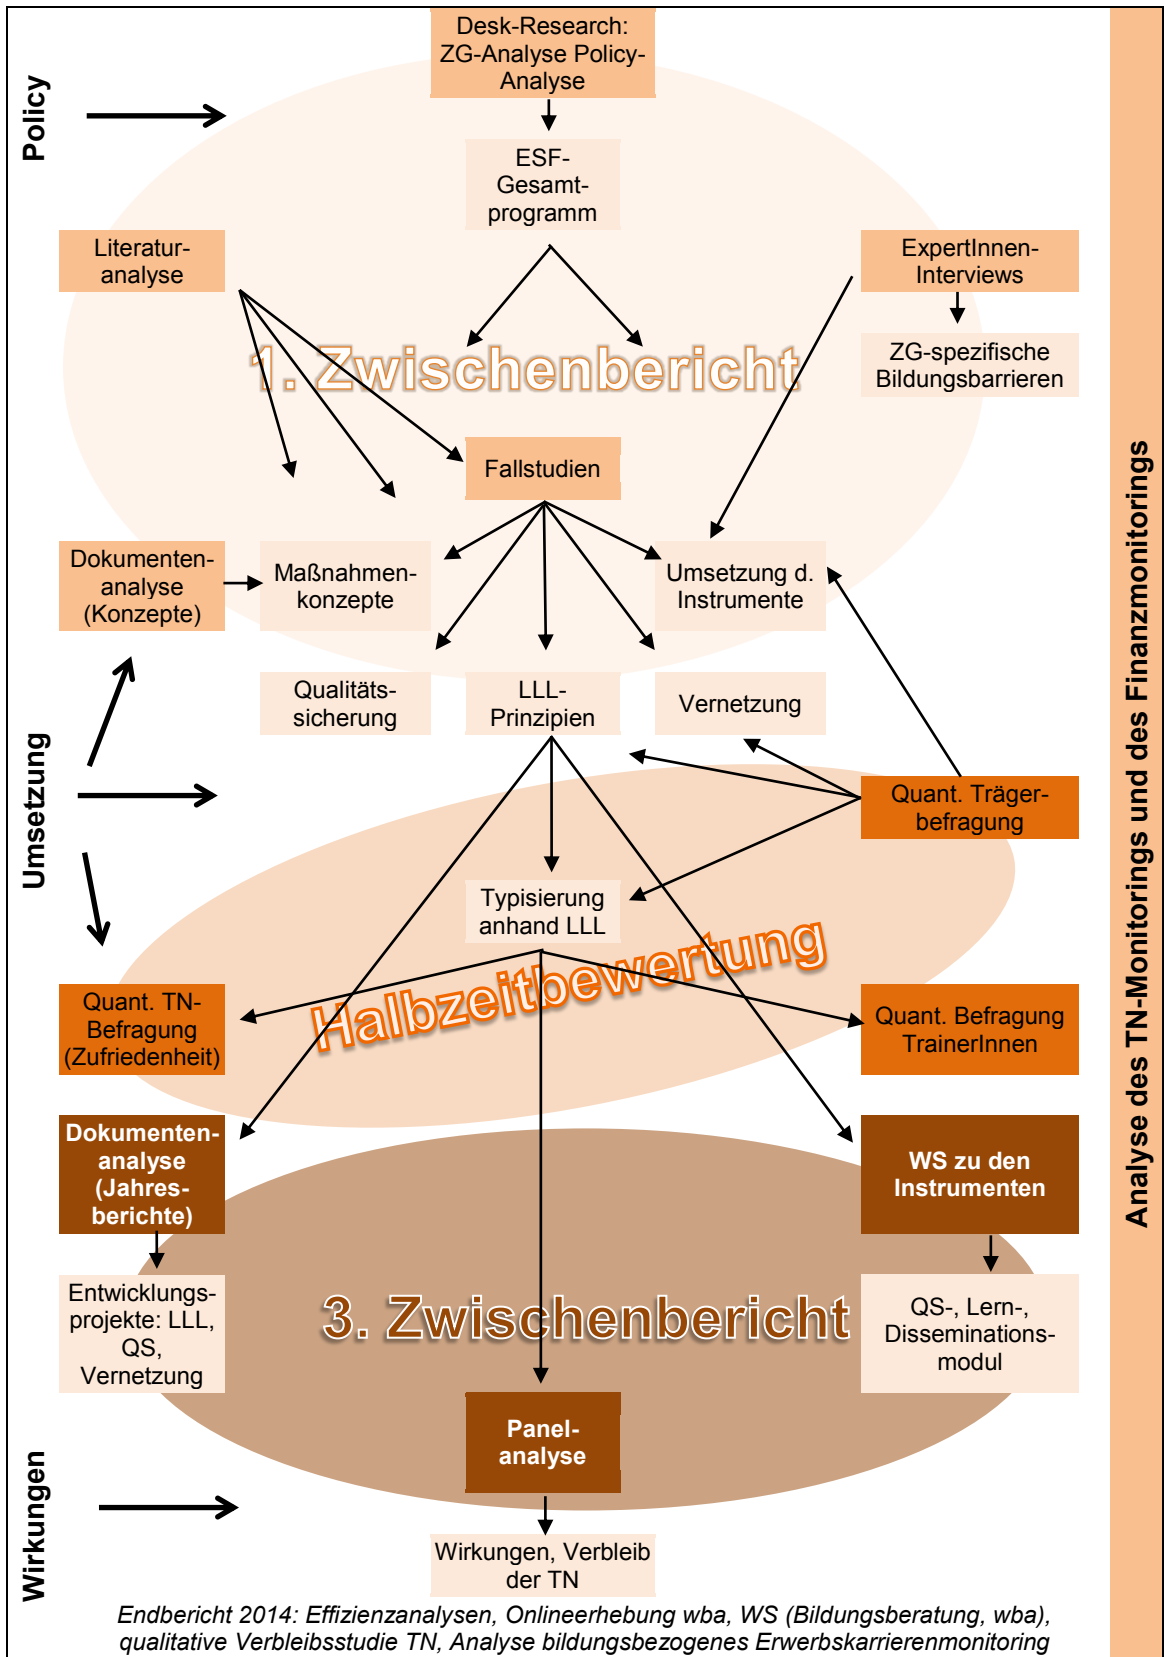 Desk-Research:
ZG-Analyse Policy-
Analyse
Policy
ESF-
Gesamt-
programm
Literatur-
analyse
ExpertInnen-
Interviews
ZG-spezifische
Bildungsbarrieren
1. Zwischenbericht
Fallstudien
Dokumenten-
analyse
(Konzepte)
Maßnahmen-
konzepte
Umsetzung d.
Instrumente
Qualitäts-
sicherung
LLL-
Prinzipien
Vernetzung
Umsetzung
Quant. Träger-
befragung
Typisierung
anhand LLL
Halbzeitbewertung
Quant. TN-
Befragung
(Zufriedenheit)
Quant. Befragung
TrainerInnen
Dokumenten-
analyse
(Jahres-
berichte)
WS zu den
Instrumenten
Entwicklungs-
projekte: LLL,
QS,
Vernetzung
3. Zwischenbericht
QS-, Lern-,
Disseminations-
modul
Panel-
analyse
Wirkungen
Wirkungen, Verbleib
der TN
Endbericht 2014: Effizienzanalysen, Onlineerhebung wba, WS (Bildungsberatung, wba),
qualitative Verbleibsstudie TN, Analyse bildungsbezogenes Erwerbskarrierenmonitoring
Analyse des TN-Monitorings und des Finanzmonitorings